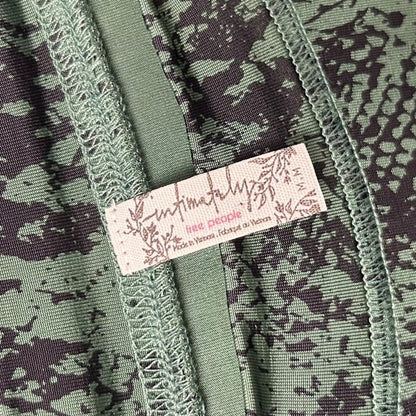 intimately
free people
Made in Vietnam . Fabriqué au Vietnam
M